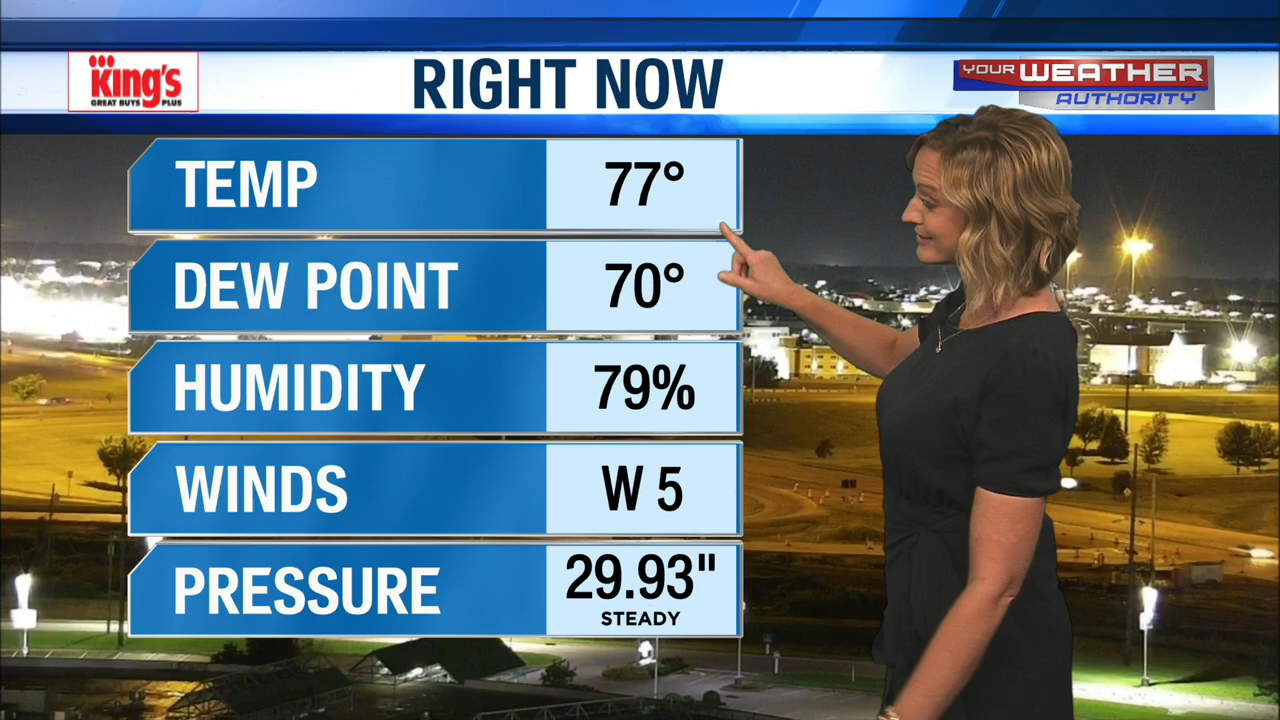 King's
GREAT BUYS PLUS
RIGHT NOW
YOUR WEATHER
AUTHORITY
TEMP 77°
DEW POINT 70°
HUMIDITY 79%
WINDS W 5
PRESSURE 29.93"
STEADY